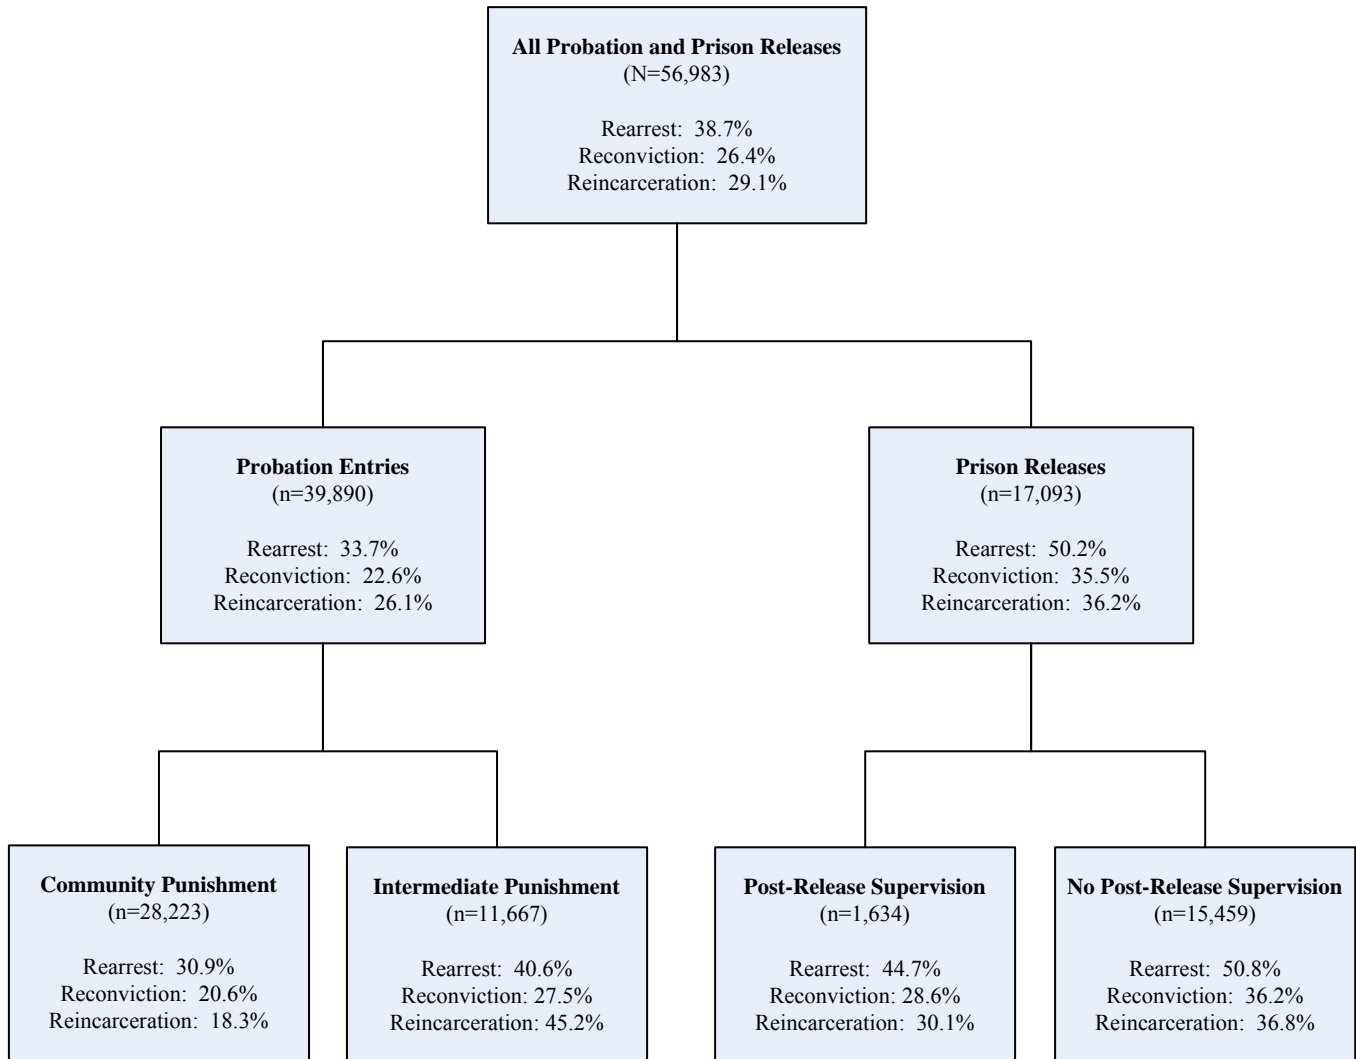 All Probation and Prison Releases
(N=56,983)
Rearrest: 38.7%
Reconviction: 26.4%
Reincarceration: 29.1%
Probation Entries
(n=39,890)
Rearrest: 33.7%
Reconviction: 22.6%
Reincarceration: 26.1%
Prison Releases
(n=17,093)
Rearrest: 50.2%
Reconviction: 35.5%
Reincarceration: 36.2%
Community Punishment
(n=28,223)
Rearrest: 30.9%
Reconviction: 20.6%
Reincarceration: 18.3%
Intermediate Punishment
(n=11,667)
Rearrest: 40.6%
Reconviction: 27.5%
Reincarceration: 45.2%
Post-Release Supervision
(n=1,634)
Rearrest: 44.7%
Reconviction: 28.6%
Reincarceration: 30.1%
No Post-Release Supervision
(n=15,459)
Rearrest: 50.8%
Reconviction: 36.2%
Reincarceration: 36.8%